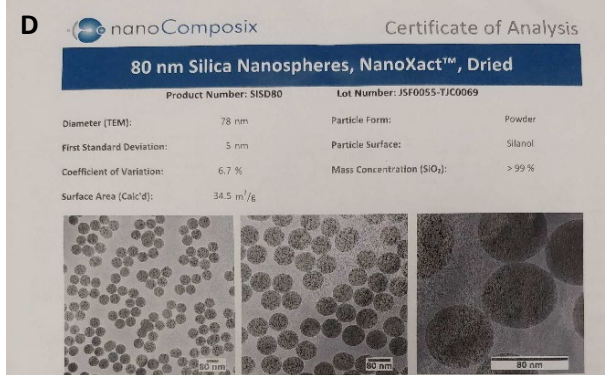 D
nanoComposix
Certificate of Analysis
80 nm Silica Nanospheres, NanoXact™, Dried
Product Number: SISD80 Lot Number: JSF0055-TJC0069
Diameter (TEM): 78 nm Particle Form: Powder
First Standard Deviation: 5 nm Particle Surface: Silanol
Coefficient of Variation: 6.7 % Mass Concentration (SiO₂): > 99 %
Surface Area (Calc'd): 34.5 m²/g
80 nm 80 nm 80 nm